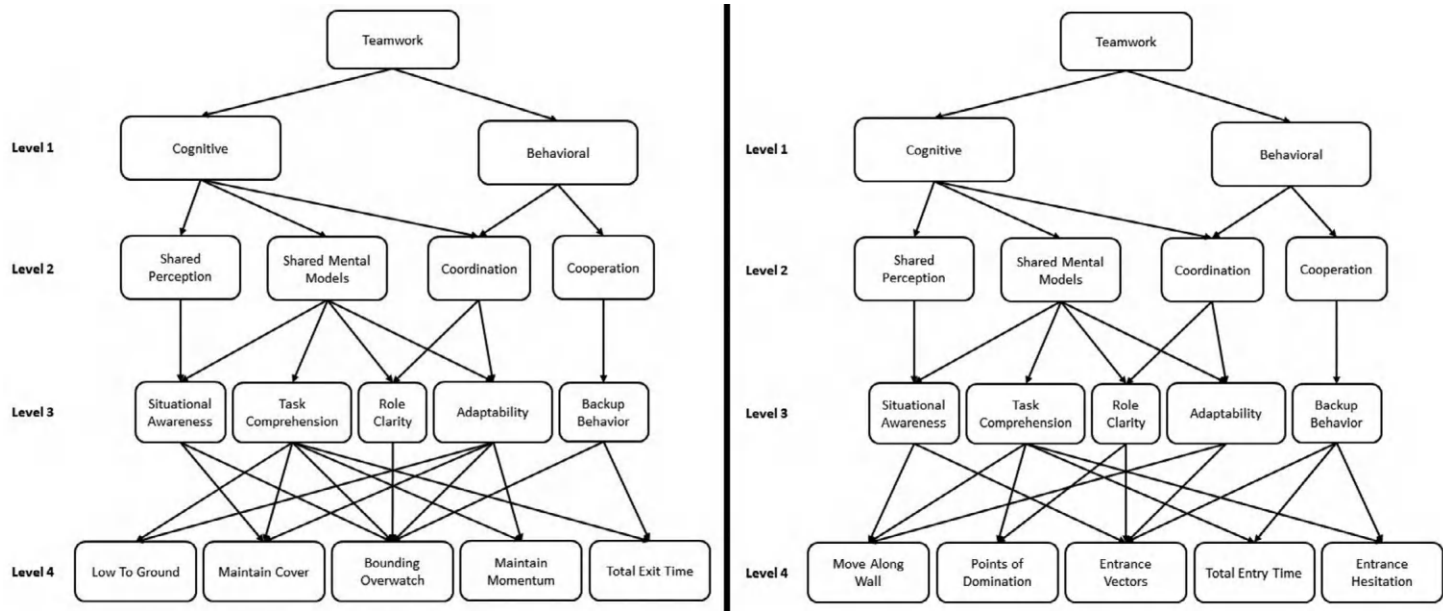 Teamwork
Level 1
Cognitive
Behavioral
Level 2
Shared
Perception
Shared Mental
Models
Coordination
Cooperation
Level 3
Situational
Awareness
Task
Comprehension
Role
Clarity
Adaptability
Backup
Behavior
Level 4
Low To Ground
Maintain Cover
Bounding
Overwatch
Maintain
Momentum
Total Exit Time
Teamwork
Level 1
Cognitive
Behavioral
Level 2
Shared
Perception
Shared Mental
Models
Coordination
Cooperation
Level 3
Situational
Awareness
Task
Comprehension
Role
Clarity
Adaptability
Backup
Behavior
Level 4
Move Along
Wall
Points of
Domination
Entrance
Vectors
Total Entry Time
Entrance
Hesitation